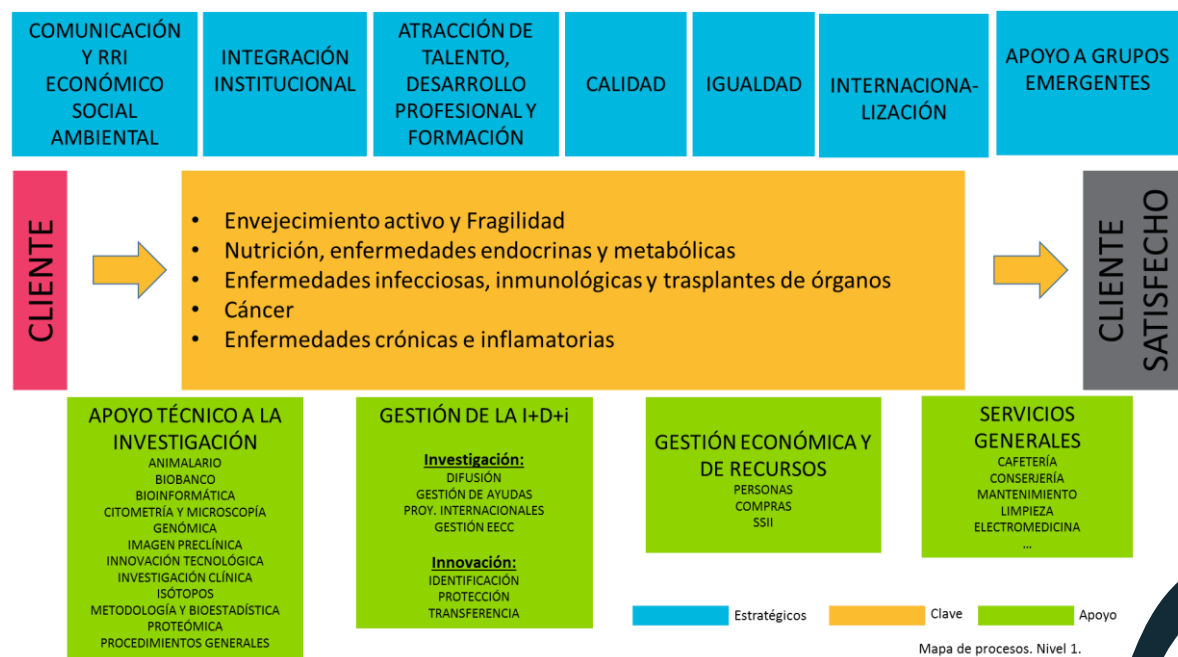 COMUNICACIÓN
Y RRI
ECONÓMICO
SOCIAL
AMBIENTAL
INTEGRACIÓN
INSTITUCIONAL
ATRACCIÓN DE
TALENTO,
DESARROLLO
PROFESIONAL Y
FORMACIÓN
CALIDAD
IGUALDAD
INTERNACIONA-
LIZACIÓN
APOYO A GRUPOS
EMERGENTES
CLIENTE
• Envejecimiento activo y Fragilidad
• Nutrición, enfermedades endocrinas y metabólicas
• Enfermedades infecciosas, inmunológicas y trasplantes de órganos
• Cáncer
• Enfermedades crónicas e inflamatorias
CLIENTE
SATISFECHO
APOYO TÉCNICO A LA
INVESTIGACIÓN
ANIMALARIO
BIOBANCO
BIOINFORMÁTICA
CITOMETRÍA Y MICROSCOPÍA
GENÓMICA
IMAGEN PRECLÍNICA
INNOVACIÓN TECNOLÓGICA
INVESTIGACIÓN CLÍNICA
ISÓTOPOS
METODOLOGÍA Y BIOESTADÍSTICA
PROTEÓMICA
PROCEDIMIENTOS GENERALES
GESTIÓN DE LA I+D+i
Investigación:
DIFUSIÓN
GESTIÓN DE AYUDAS
PROY. INTERNACIONALES
GESTIÓN EECC
Innovación:
IDENTIFICACIÓN
PROTECCIÓN
TRANSFERENCIA
GESTIÓN ECONÓMICA Y
DE RECURSOS
PERSONAS
COMPRAS
SSII
SERVICIOS
GENERALES
CAFETERÍA
CONSERJERÍA
MANTENIMIENTO
LIMPIEZA
ELECTROMEDICINA
...
Estratégicos
Clave
Apoyo
Mapa de procesos. Nivel 1.